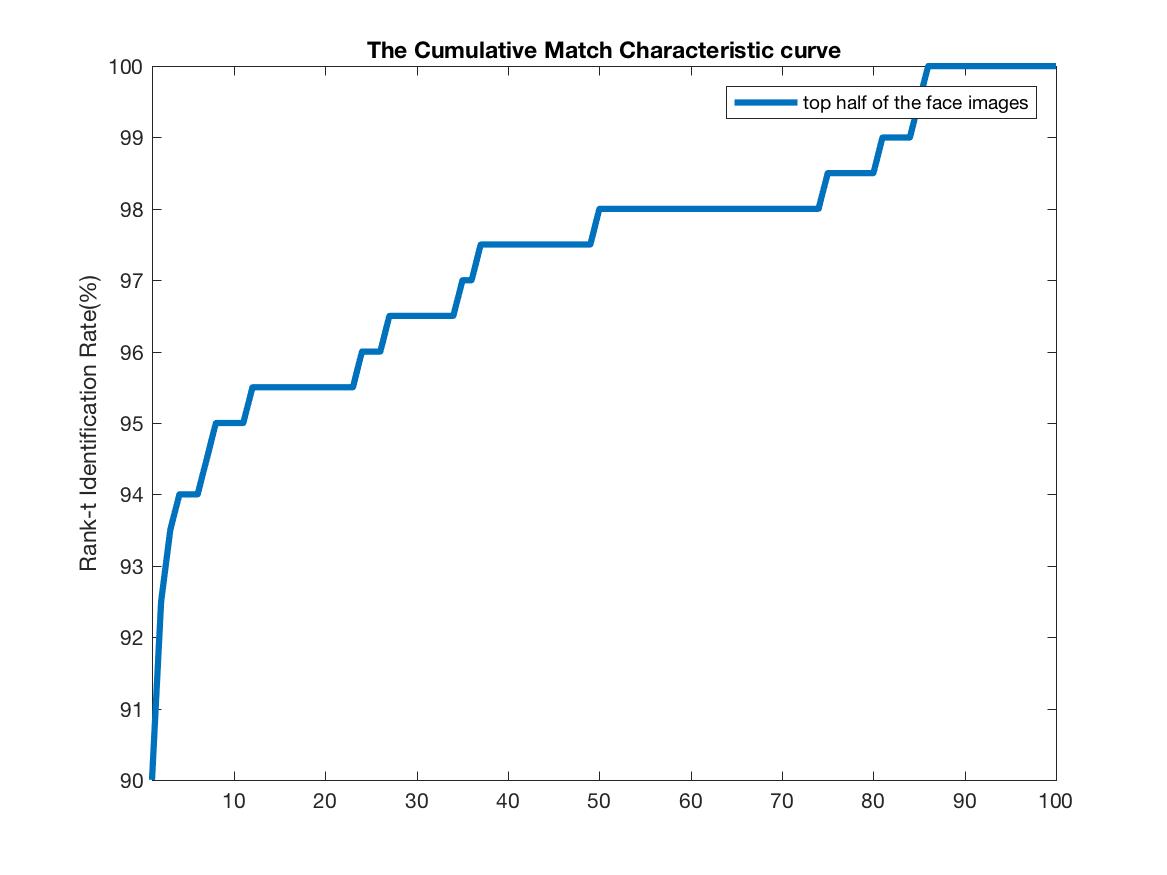 The Cumulative Match Characteristic curve
100
99
98
97
96
95
94
93
92
91
90
Rank-t Identification Rate(%)
top half of the face images
10 20 30 40 50 60 70 80 90 100